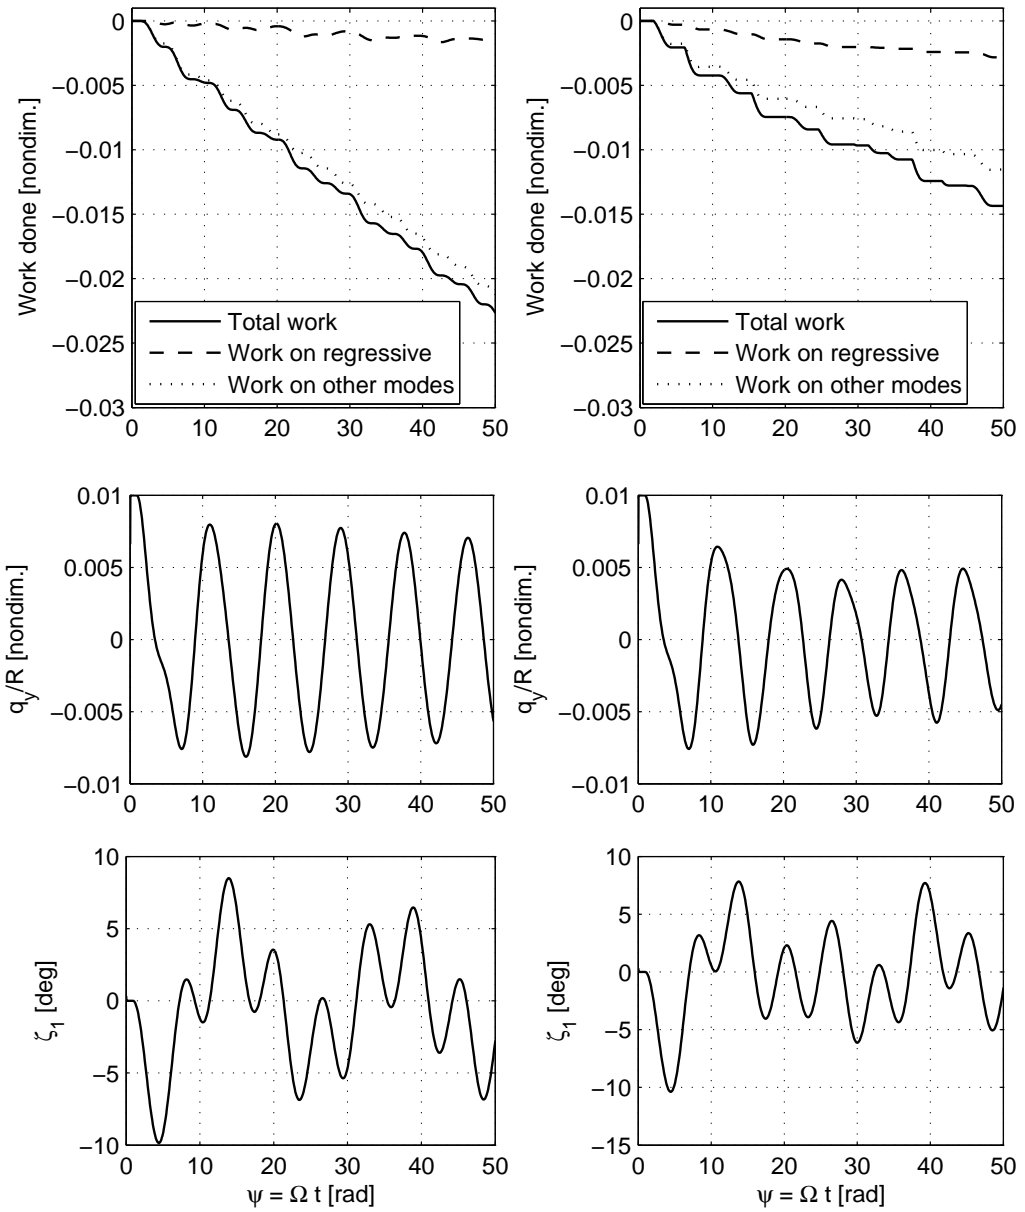 0
−0.005
−0.01
−0.015
−0.02
−0.025
−0.03
Work done [nondim.]
Total work
Work on regressive
Work on other modes
0 10 20 30 40 50
0
−0.005
−0.01
−0.015
−0.02
−0.025
−0.03
Work done [nondim.]
Total work
Work on regressive
Work on other modes
0 10 20 30 40 50
0.01
0.005
0
−0.005
−0.01
q_y/R [nondim.]
0 10 20 30 40 50
0.01
0.005
0
−0.005
−0.01
q_y/R [nondim.]
0 10 20 30 40 50
10
5
0
−5
−10
ζ_1 [deg]
0 10 20 30 40 50
ψ = Ω t [rad]
10
5
0
−5
−10
−15
ζ_1 [deg]
0 10 20 30 40 50
ψ = Ω t [rad]